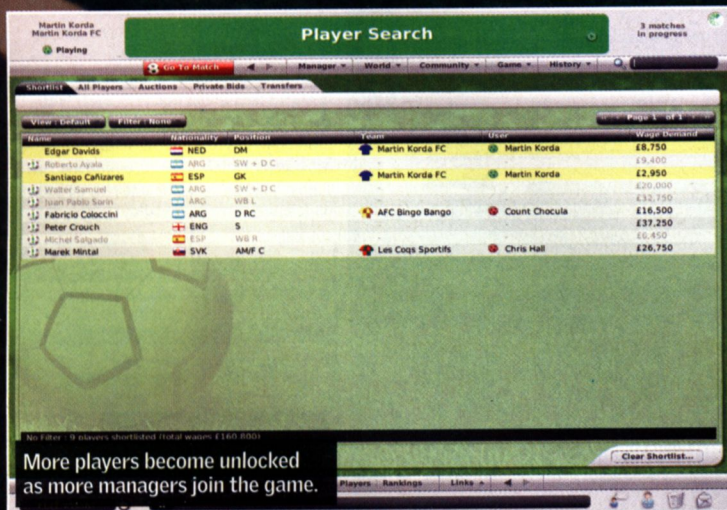 Martin Korda
Martin Korda FC
Playing
Player Search
3 matches
in progress
Go To Match Manager World Community Game History
Shortlist All Players Auctions Private Bids Transfers
View : Default Filter : None Page 1 of 1
Name Nationality Position Team User Wage Demand
Edgar Davids NED DM Martin Korda FC Martin Korda £8,750
Roberto Ayala ARG SW + D C - - £9,400
Santiago Cañizares ESP GK Martin Korda FC Martin Korda £2,950
Walter Samuel ARG SW + D C - - £20,000
Juan Pablo Sorin ARG WB L - - £32,750
Fabricio Coloccini ARG D RC AFC Bingo Bango Count Chocula £16,500
Peter Crouch ENG S - - £37,250
Michel Salgado ESP WB R - - £6,450
Marek Mintal SVK AM/F C Les Coqs Sportifs Chris Hall £26,750
No Filter : 9 players shortlisted (total wages £160,800)
Clear Shortlist...
More players become unlocked
as more managers join the game.
Players Rankings Links